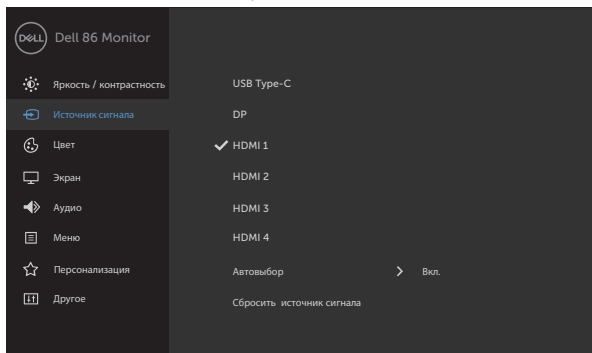 DELL Dell 86 Monitor
Яркость / контрастность
USB Type-C
Источник сигнала
DP
Цвет
HDMI 1
Экран
HDMI 2
Аудио
HDMI 3
Меню
HDMI 4
Персонализация
Автовыбор Вкл.
Другое
Сбросить источник сигнала